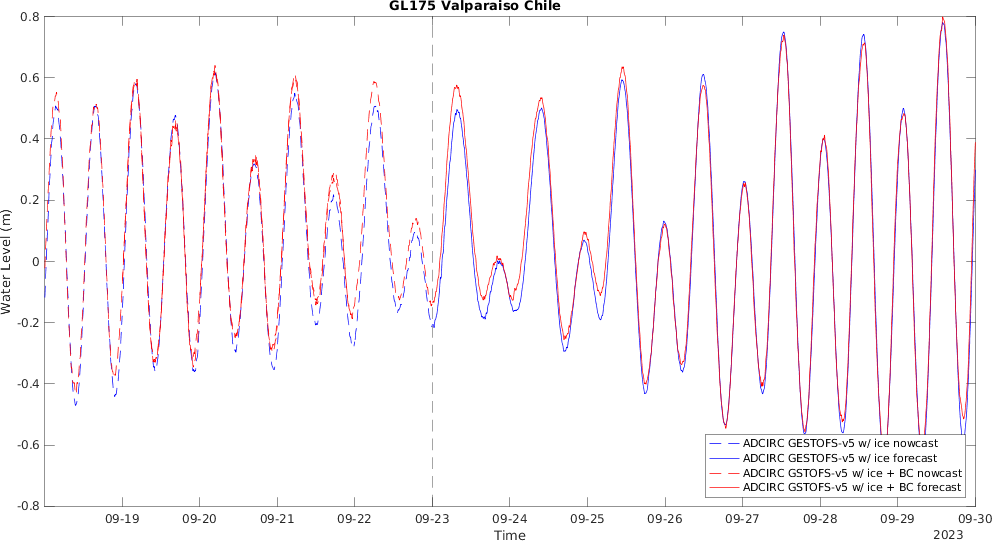 GL175 Valparaiso Chile
0.8
0.6
0.4
0.2
0
-0.2
-0.4
-0.6
-0.8
Water Level (m)
09-19 09-20 09-21 09-22 09-23 09-24 09-25 09-26 09-27 09-28 09-29 09-30
2023
Time
ADCIRC GESTOFS-v5 w/ ice nowcast
ADCIRC GESTOFS-v5 w/ ice forecast
ADCIRC GSTOFS-v5 w/ ice + BC nowcast
ADCIRC GSTOFS-v5 w/ ice + BC forecast